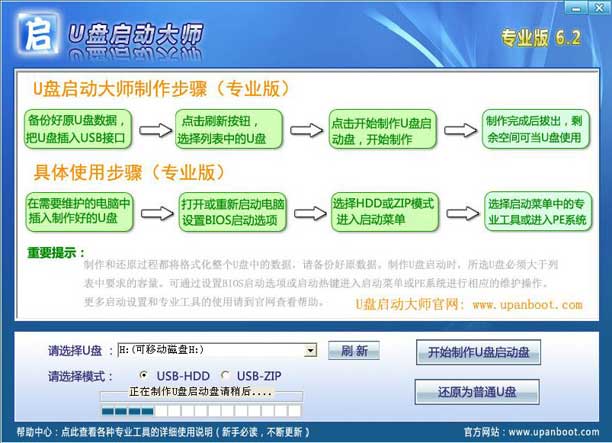 启 U盘启动大师
专业版 6.2
U盘启动大师制作步骤（专业版）
备份好原U盘数据，
把U盘插入USB接口
点击刷新按钮，
选择列表中的U盘
点击开始制作U盘启
动盘，开始制作
制作完成后拔出，剩
余空间可当U盘使用
具体使用步骤（专业版）
在需要维护的电脑中
插入制作好的U盘
打开或重新启动电脑
设置BIOS启动选项
选择HDD或ZIP模式
进入启动菜单
选择启动菜单中的专
业工具或进入PE系统
重要提示：
制作和还原过程都将格式化整个U盘中的数据，请备份好原数据。制作U盘启动时，所选U盘必须大于列
表中要求的容量。可通过设置BIOS启动选项或启动热键进入启动菜单或PE系统进行相应的维护操作。
更多启动设置和专业工具的使用请到官网查看帮助。
U盘启动大师官网: www.upanboot.com
请选择U盘 : H:(可移动磁盘H:) 刷 新 开始制作U盘启动盘
请选择模式： USB-HDD USB-ZIP
正在制作U盘启动盘请稍后....
还原为普通U盘
帮助中心：点此查看各种专业工具的详细使用说明（新手必读，不断更新） 官方网站：www.upanboot.com